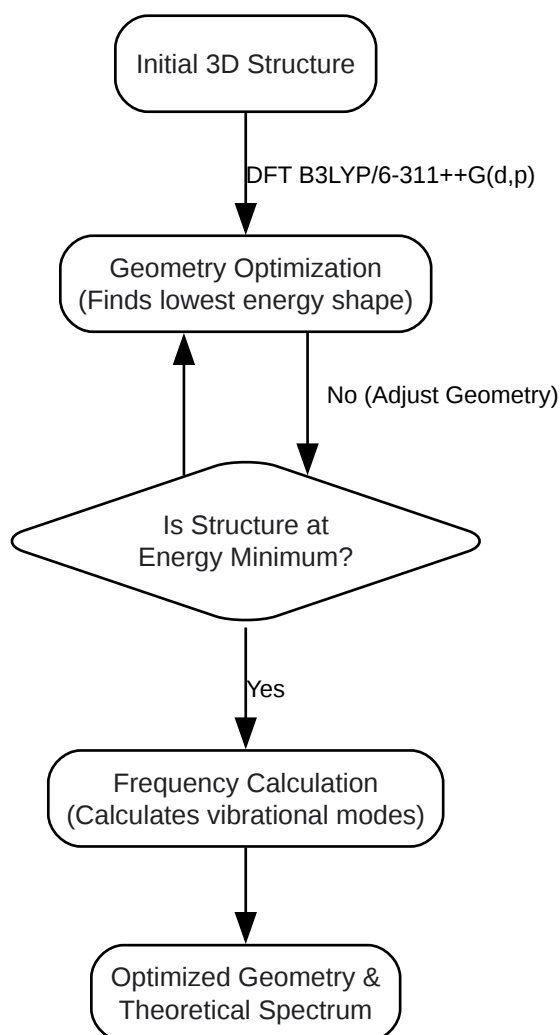 Initial 3D Structure
DFT B3LYP/6-311++G(d,p)
Geometry Optimization
(Finds lowest energy shape)
No (Adjust Geometry)
Is Structure at
Energy Minimum?
Yes
Frequency Calculation
(Calculates vibrational modes)
Optimized Geometry &
Theoretical Spectrum